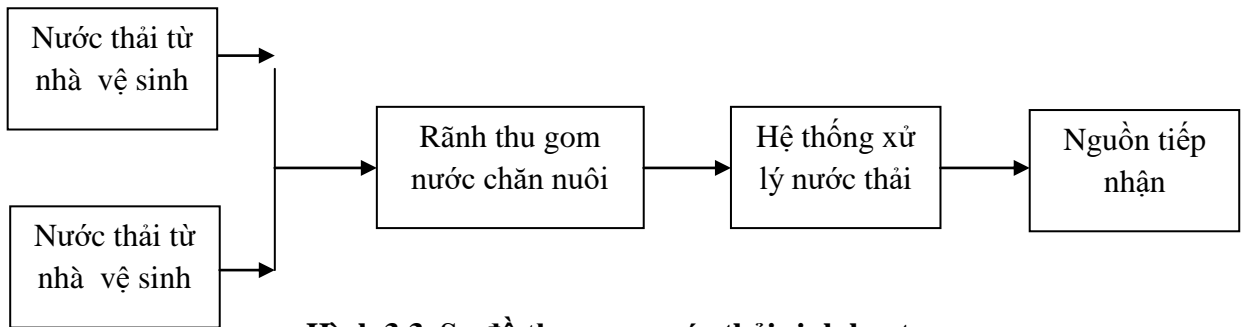 Nước thải từ
nhà vệ sinh
Rãnh thu gom
nước chăn nuôi
Hệ thống xử
lý nước thải
Nguồn tiếp
nhận
Nước thải từ
nhà vệ sinh
Hình 3.3. Sơ đồ thu gom nước thải sinh hoạt